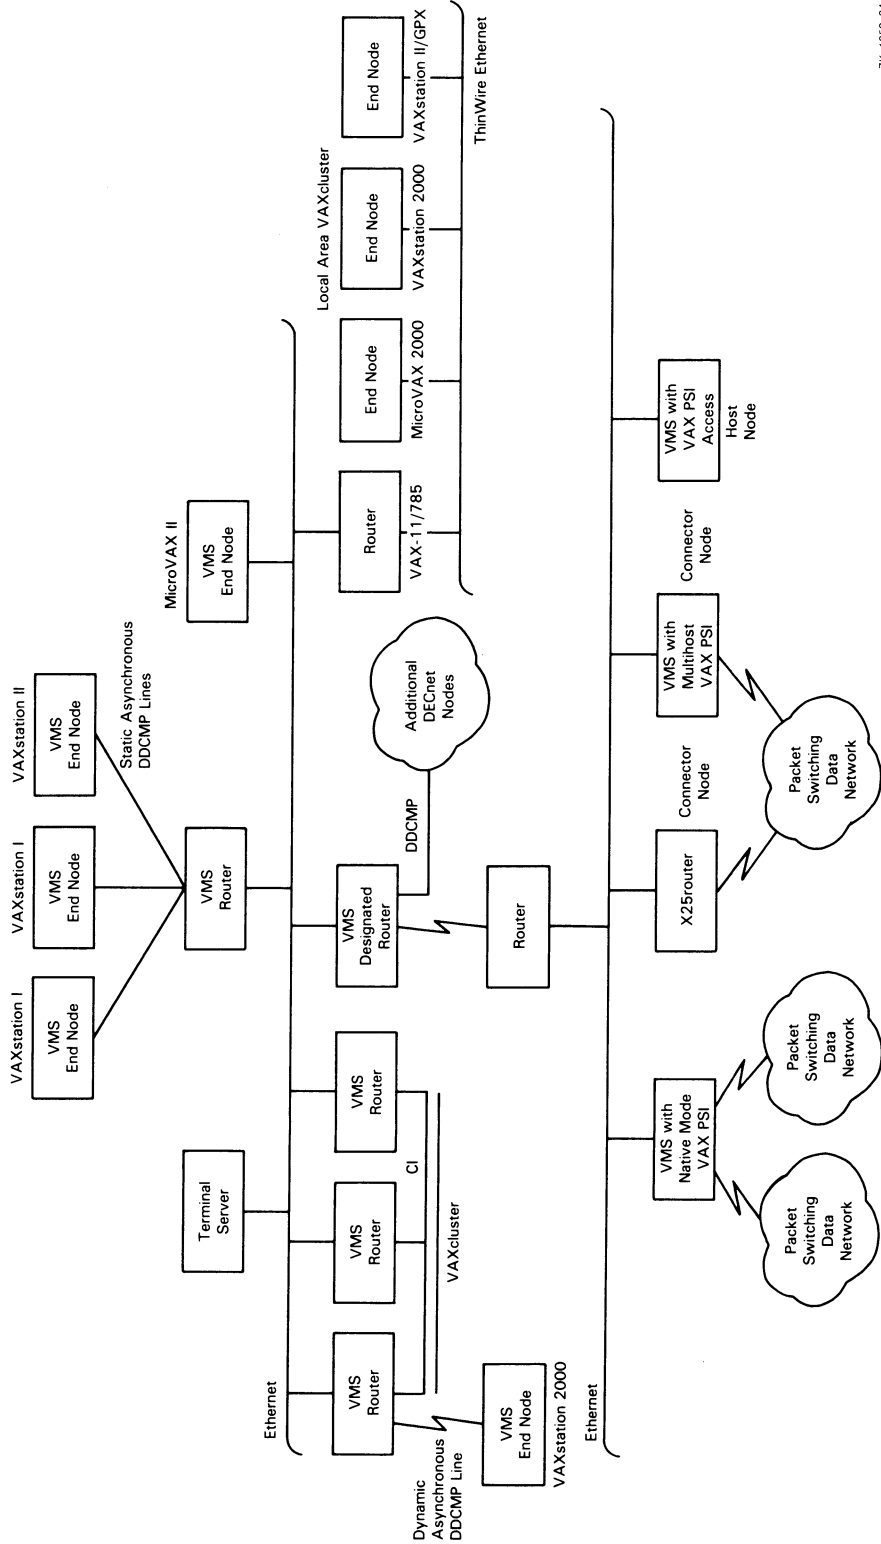 VAXstation I
VAXstation I
VAXstation II
VMS
End Node
VMS
End Node
VMS
End Node
Static Asynchronous
DDCMP Lines
Terminal
Server
VMS
Router
MicroVAX II
VMS
End Node
Ethernet
Local Area VAXcluster
VMS
Router
VMS
Router
VMS
Router
VMS
Designated
Router
Additional
DECnet
Nodes
Router
End Node
End Node
End Node
CI
DDCMP
VAX-11/785
MicroVAX 2000
VAXstation 2000
VAXstation II/GPX
VAXcluster
ThinWire Ethernet
Dynamic
Asynchronous
DDCMP Line
VMS
End Node
VAXstation 2000
Router
Ethernet
VMS with
Native Mode
VAX PSI
X25router
Connector
Node
VMS with
Multihost
VAX PSI
Connector
Node
VMS with
VAX PSI
Access
Host
Node
Packet
Switching
Data
Network
Packet
Switching
Data
Network
Packet
Switching
Data
Network